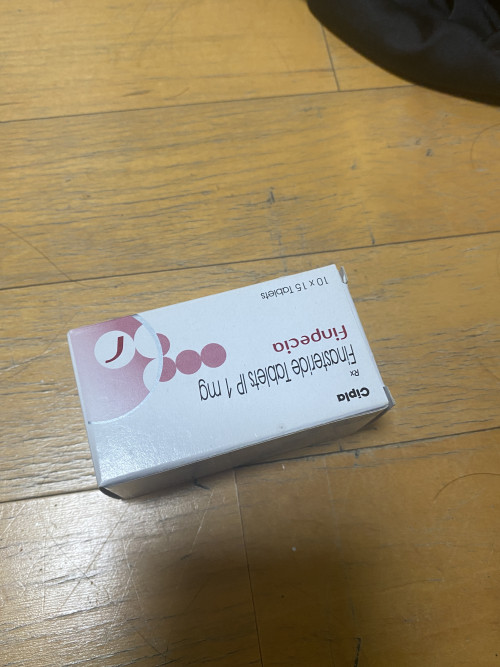 Cipla
Rx
Finasteride Tablets IP 1 mg
finpecia
10 x 15 Tablets